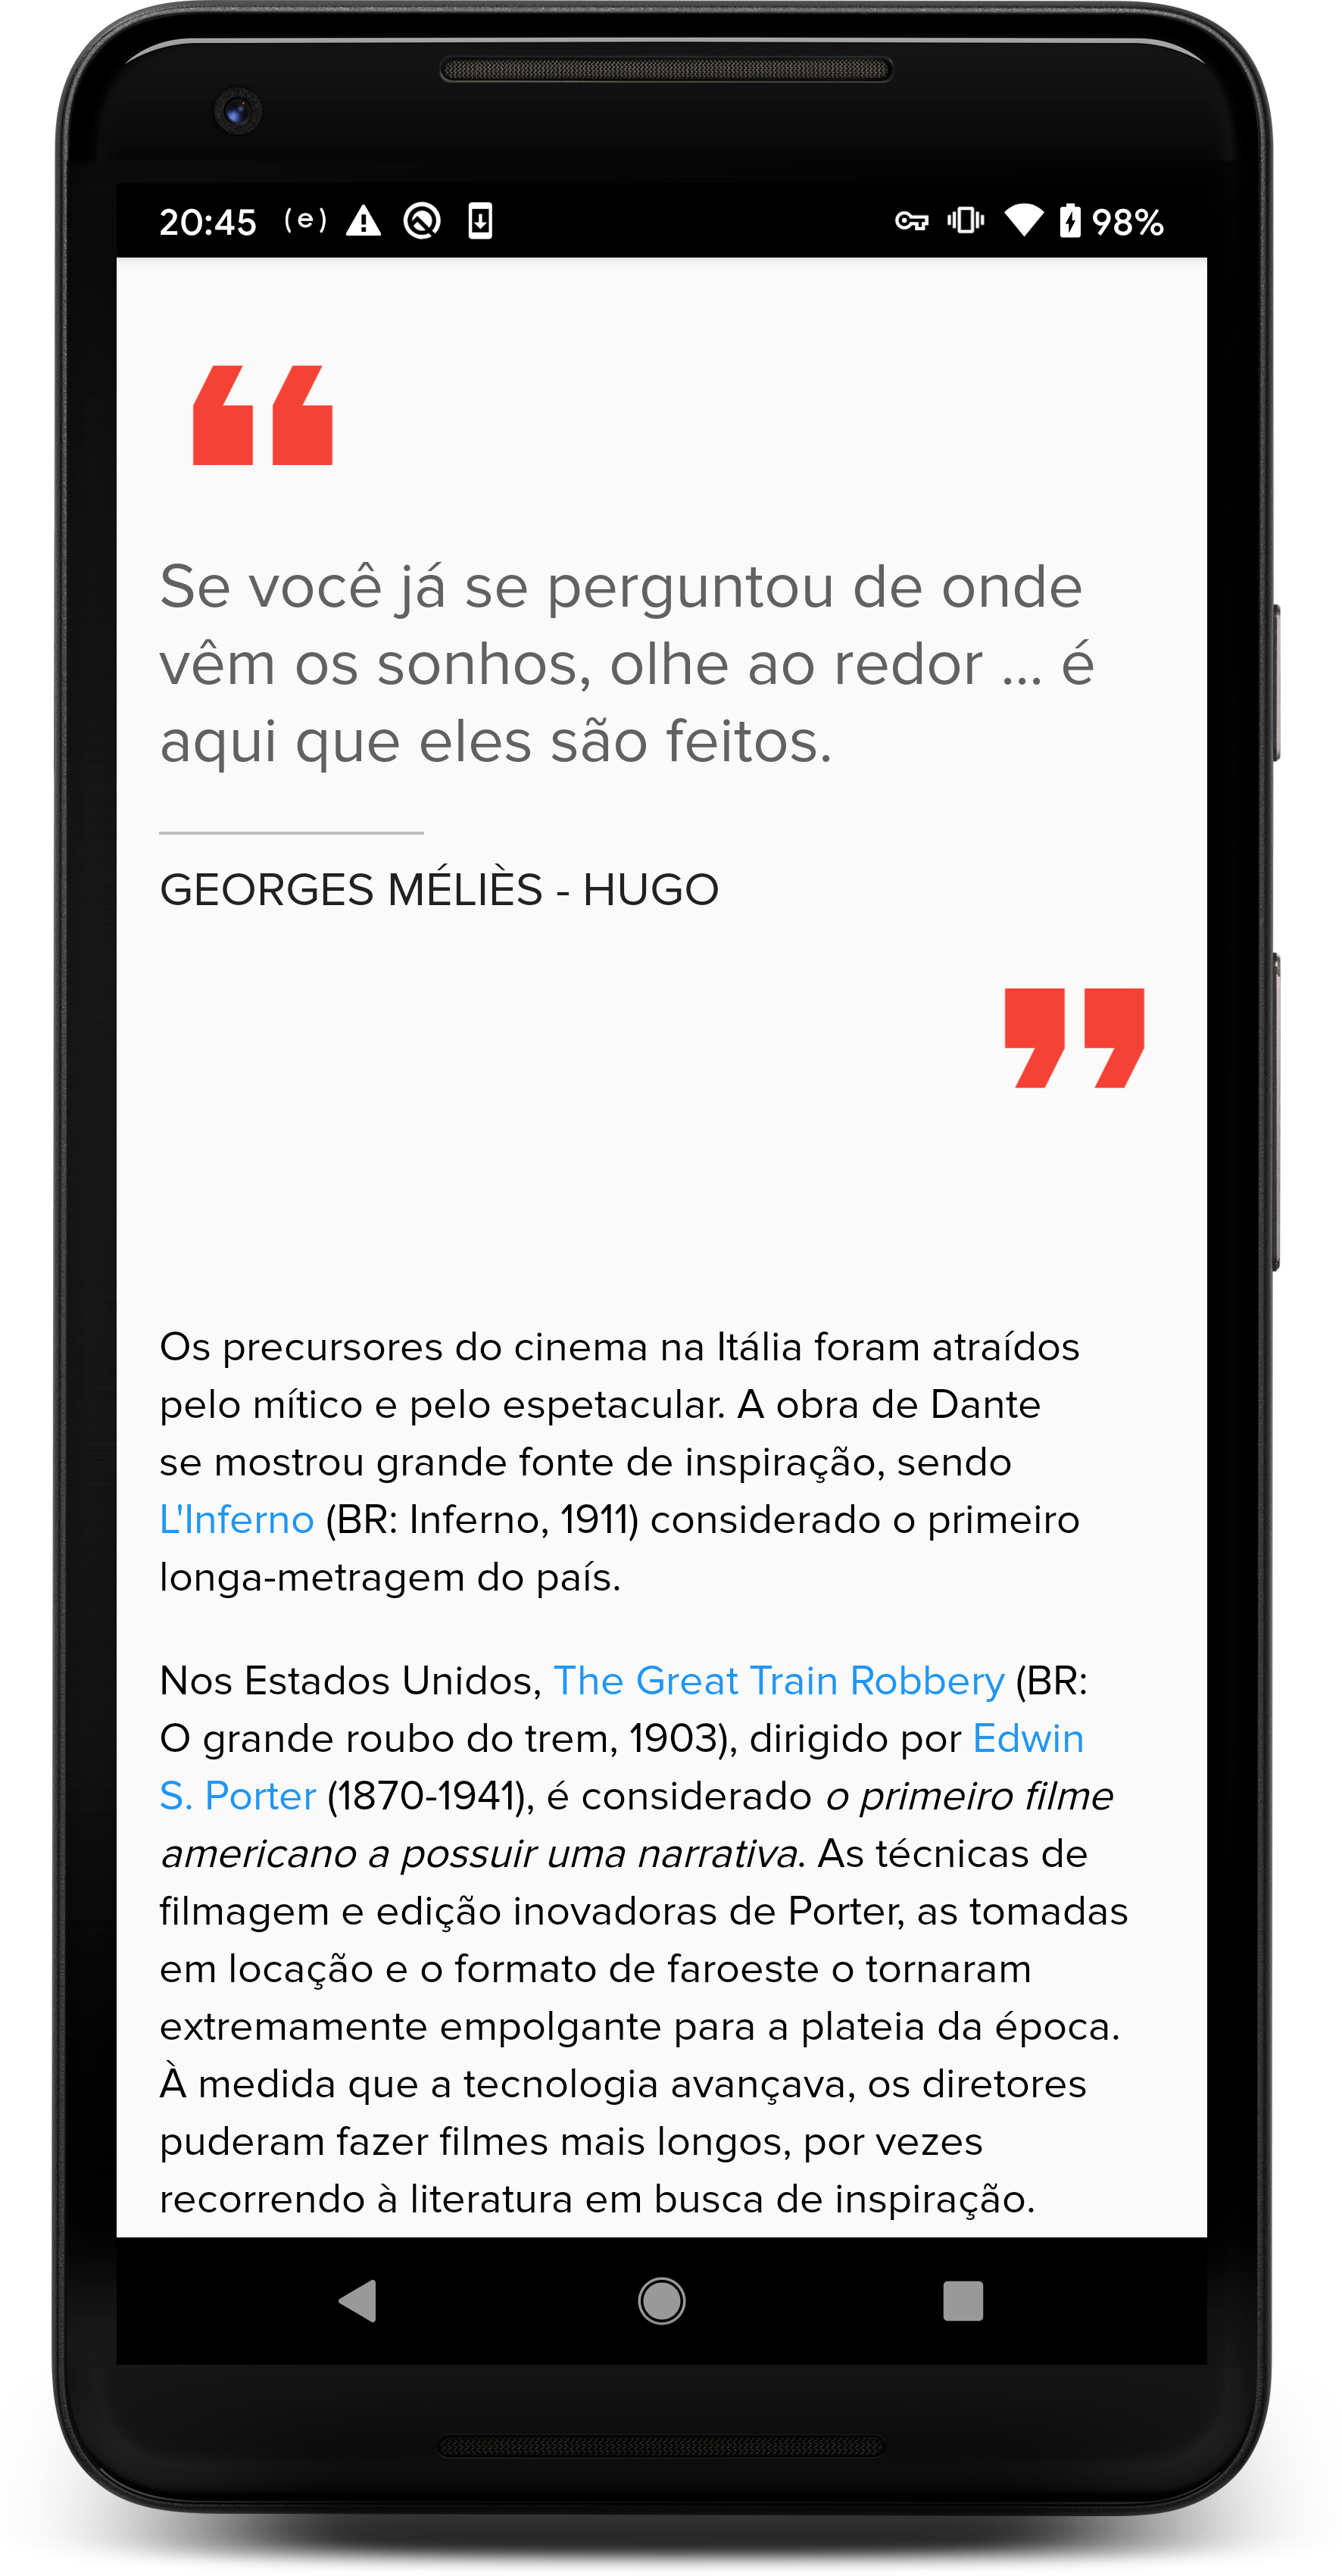 20:45 (e) 98%
“
Se você já se perguntou de onde
vêm os sonhos, olhe ao redor ... é
aqui que eles são feitos.
GEORGES MÉLIÈS - HUGO
”
Os precursores do cinema na Itália foram atraídos
pelo mítico e pelo espetacular. A obra de Dante
se mostrou grande fonte de inspiração, sendo
L'Inferno (BR: Inferno, 1911) considerado o primeiro
longa-metragem do país.
Nos Estados Unidos, The Great Train Robbery (BR:
O grande roubo do trem, 1903), dirigido por Edwin
S. Porter (1870-1941), é considerado o primeiro filme
americano a possuir uma narrativa. As técnicas de
filmagem e edição inovadoras de Porter, as tomadas
em locação e o formato de faroeste o tornaram
extremamente empolgante para a plateia da época.
À medida que a tecnologia avançava, os diretores
puderam fazer filmes mais longos, por vezes
recorrendo à literatura em busca de inspiração.